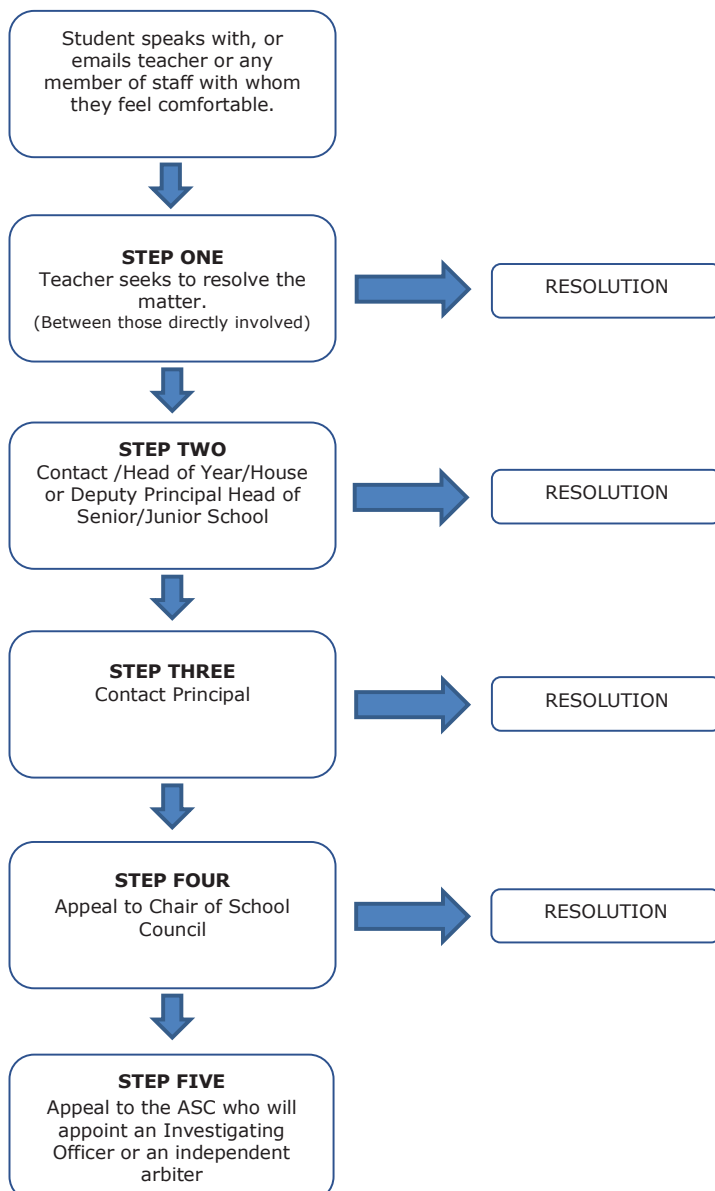 Student speaks with, or
emails teacher or any
member of staff with whom
they feel comfortable.
STEP ONE
Teacher seeks to resolve the
matter.
(Between those directly involved)
RESOLUTION
STEP TWO
Contact /Head of Year/House
or Deputy Principal Head of
Senior/Junior School
RESOLUTION
STEP THREE
Contact Principal
RESOLUTION
STEP FOUR
Appeal to Chair of School
Council
RESOLUTION
STEP FIVE
Appeal to the ASC who will
appoint an Investigating
Officer or an independent
arbiter